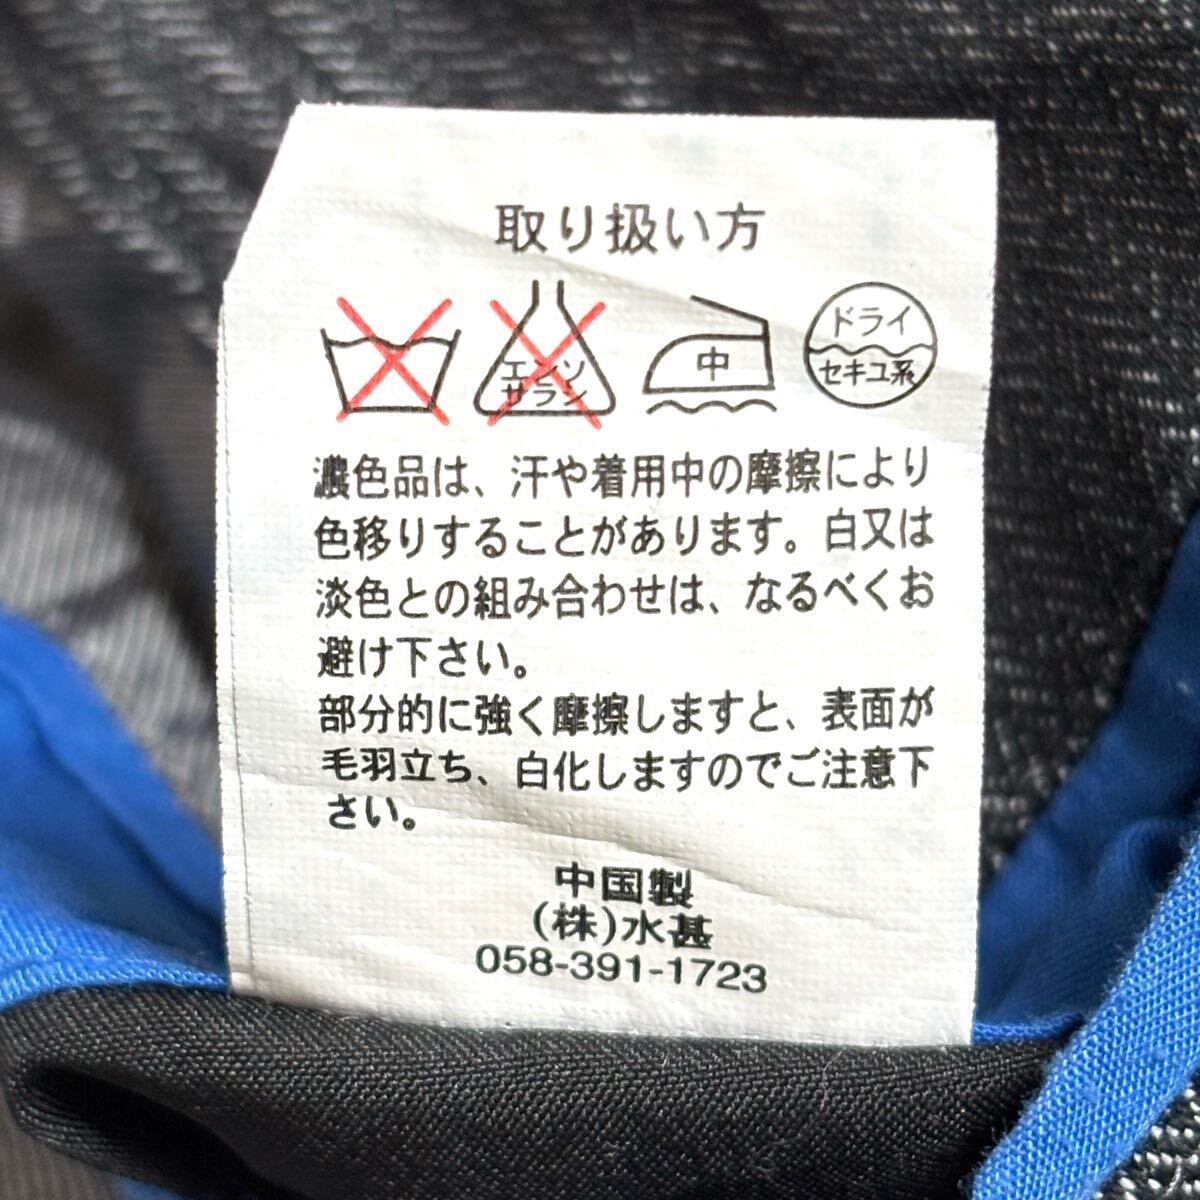 取り扱い方
エンソ
サラン
中
ドライ
セキユ系
濃色品は、汗や着用中の摩擦により
色移りすることがあります。白又は
淡色との組み合わせは、なるべくお
避け下さい。
部分的に強く摩擦しますと、表面が
毛羽立ち、白化しますのでご注意下
さい。
中国製
(株)水甚
058-391-1723